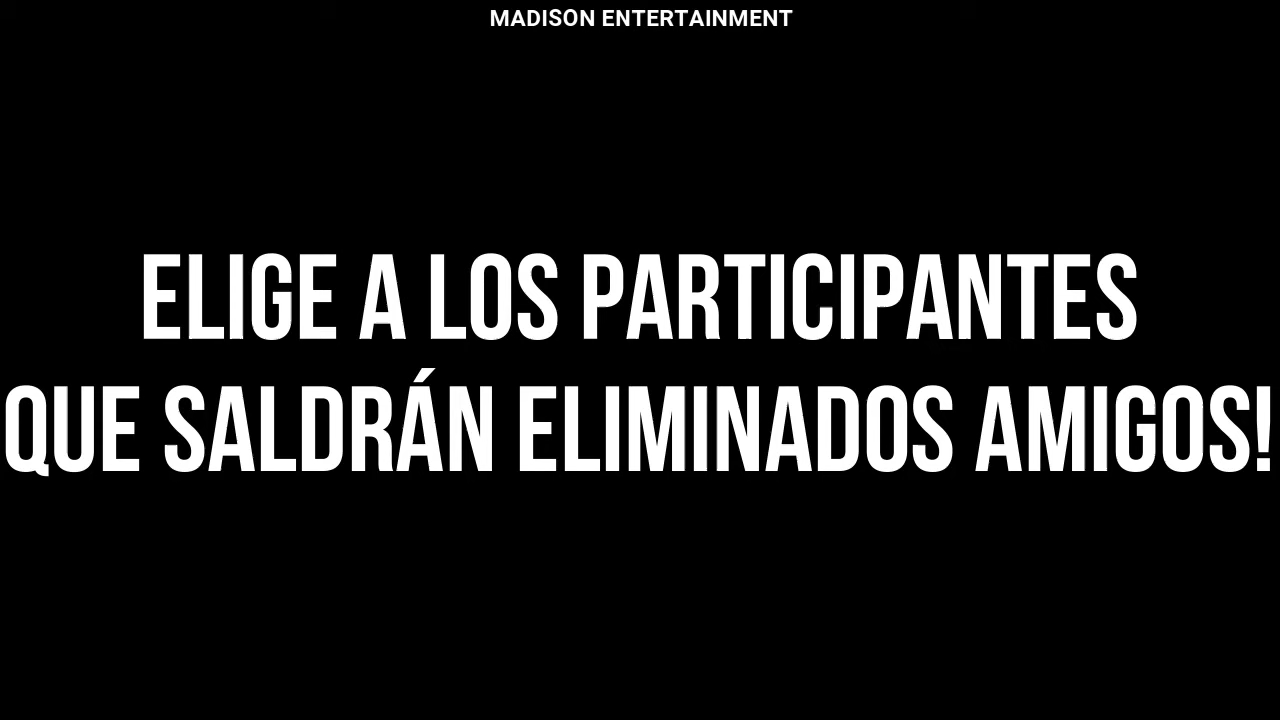 MADISON ENTERTAINMENT
ELIGE A LOS PARTICIPANTES
QUE SALDRÁN ELIMINADOS AMIGOS!